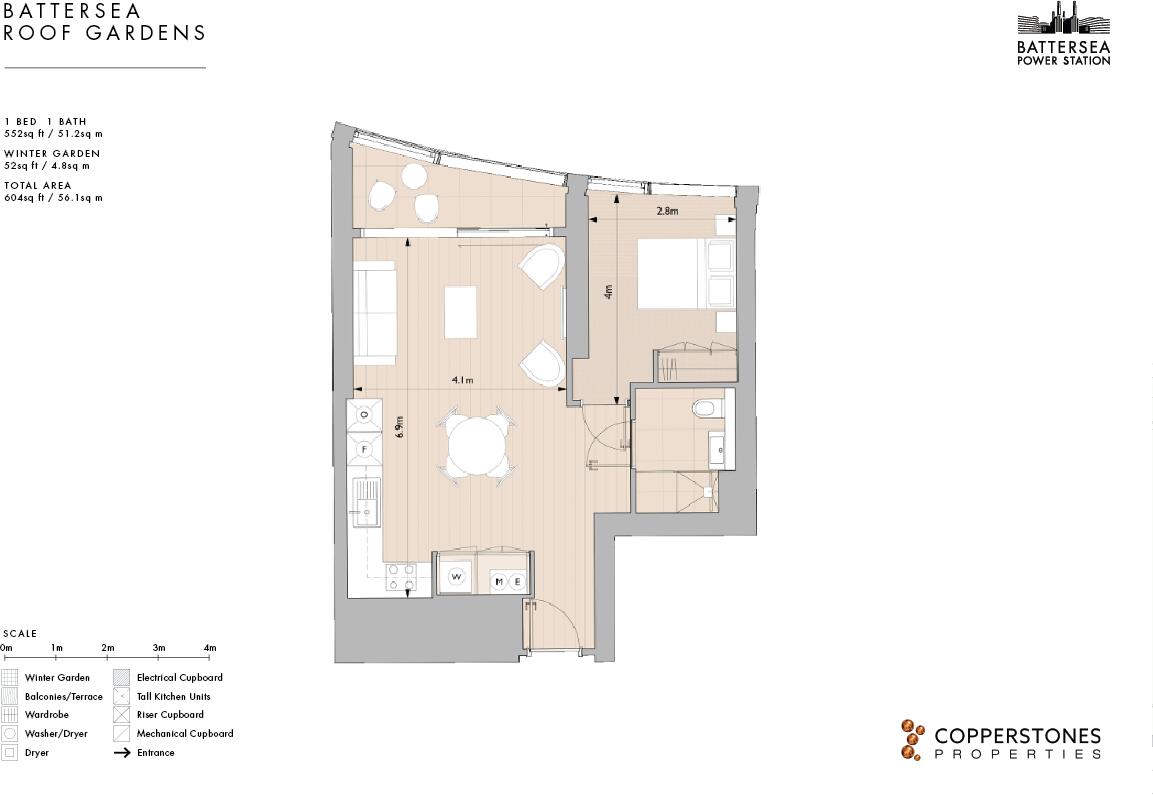 BATTERSEA
ROOF GARDENS
BATTERSEA
POWER STATION
1 BED 1 BATH
552sq ft / 51.2sq m
WINTER GARDEN
52sq ft / 4.8sq m
TOTAL AREA
604sq ft / 56.1sq m
2.8m
4m
4.1m
6.9m
O
F
W
M E
SCALE
0m 1m 2m 3m 4m
Winter Garden
Balconies/Terrace
Wardrobe
Washer/Dryer
Dryer
Electrical Cupboard
Tall Kitchen Units
Riser Cupboard
Mechanical Cupboard
Entrance
COPPERSTONES
PROPERTIES